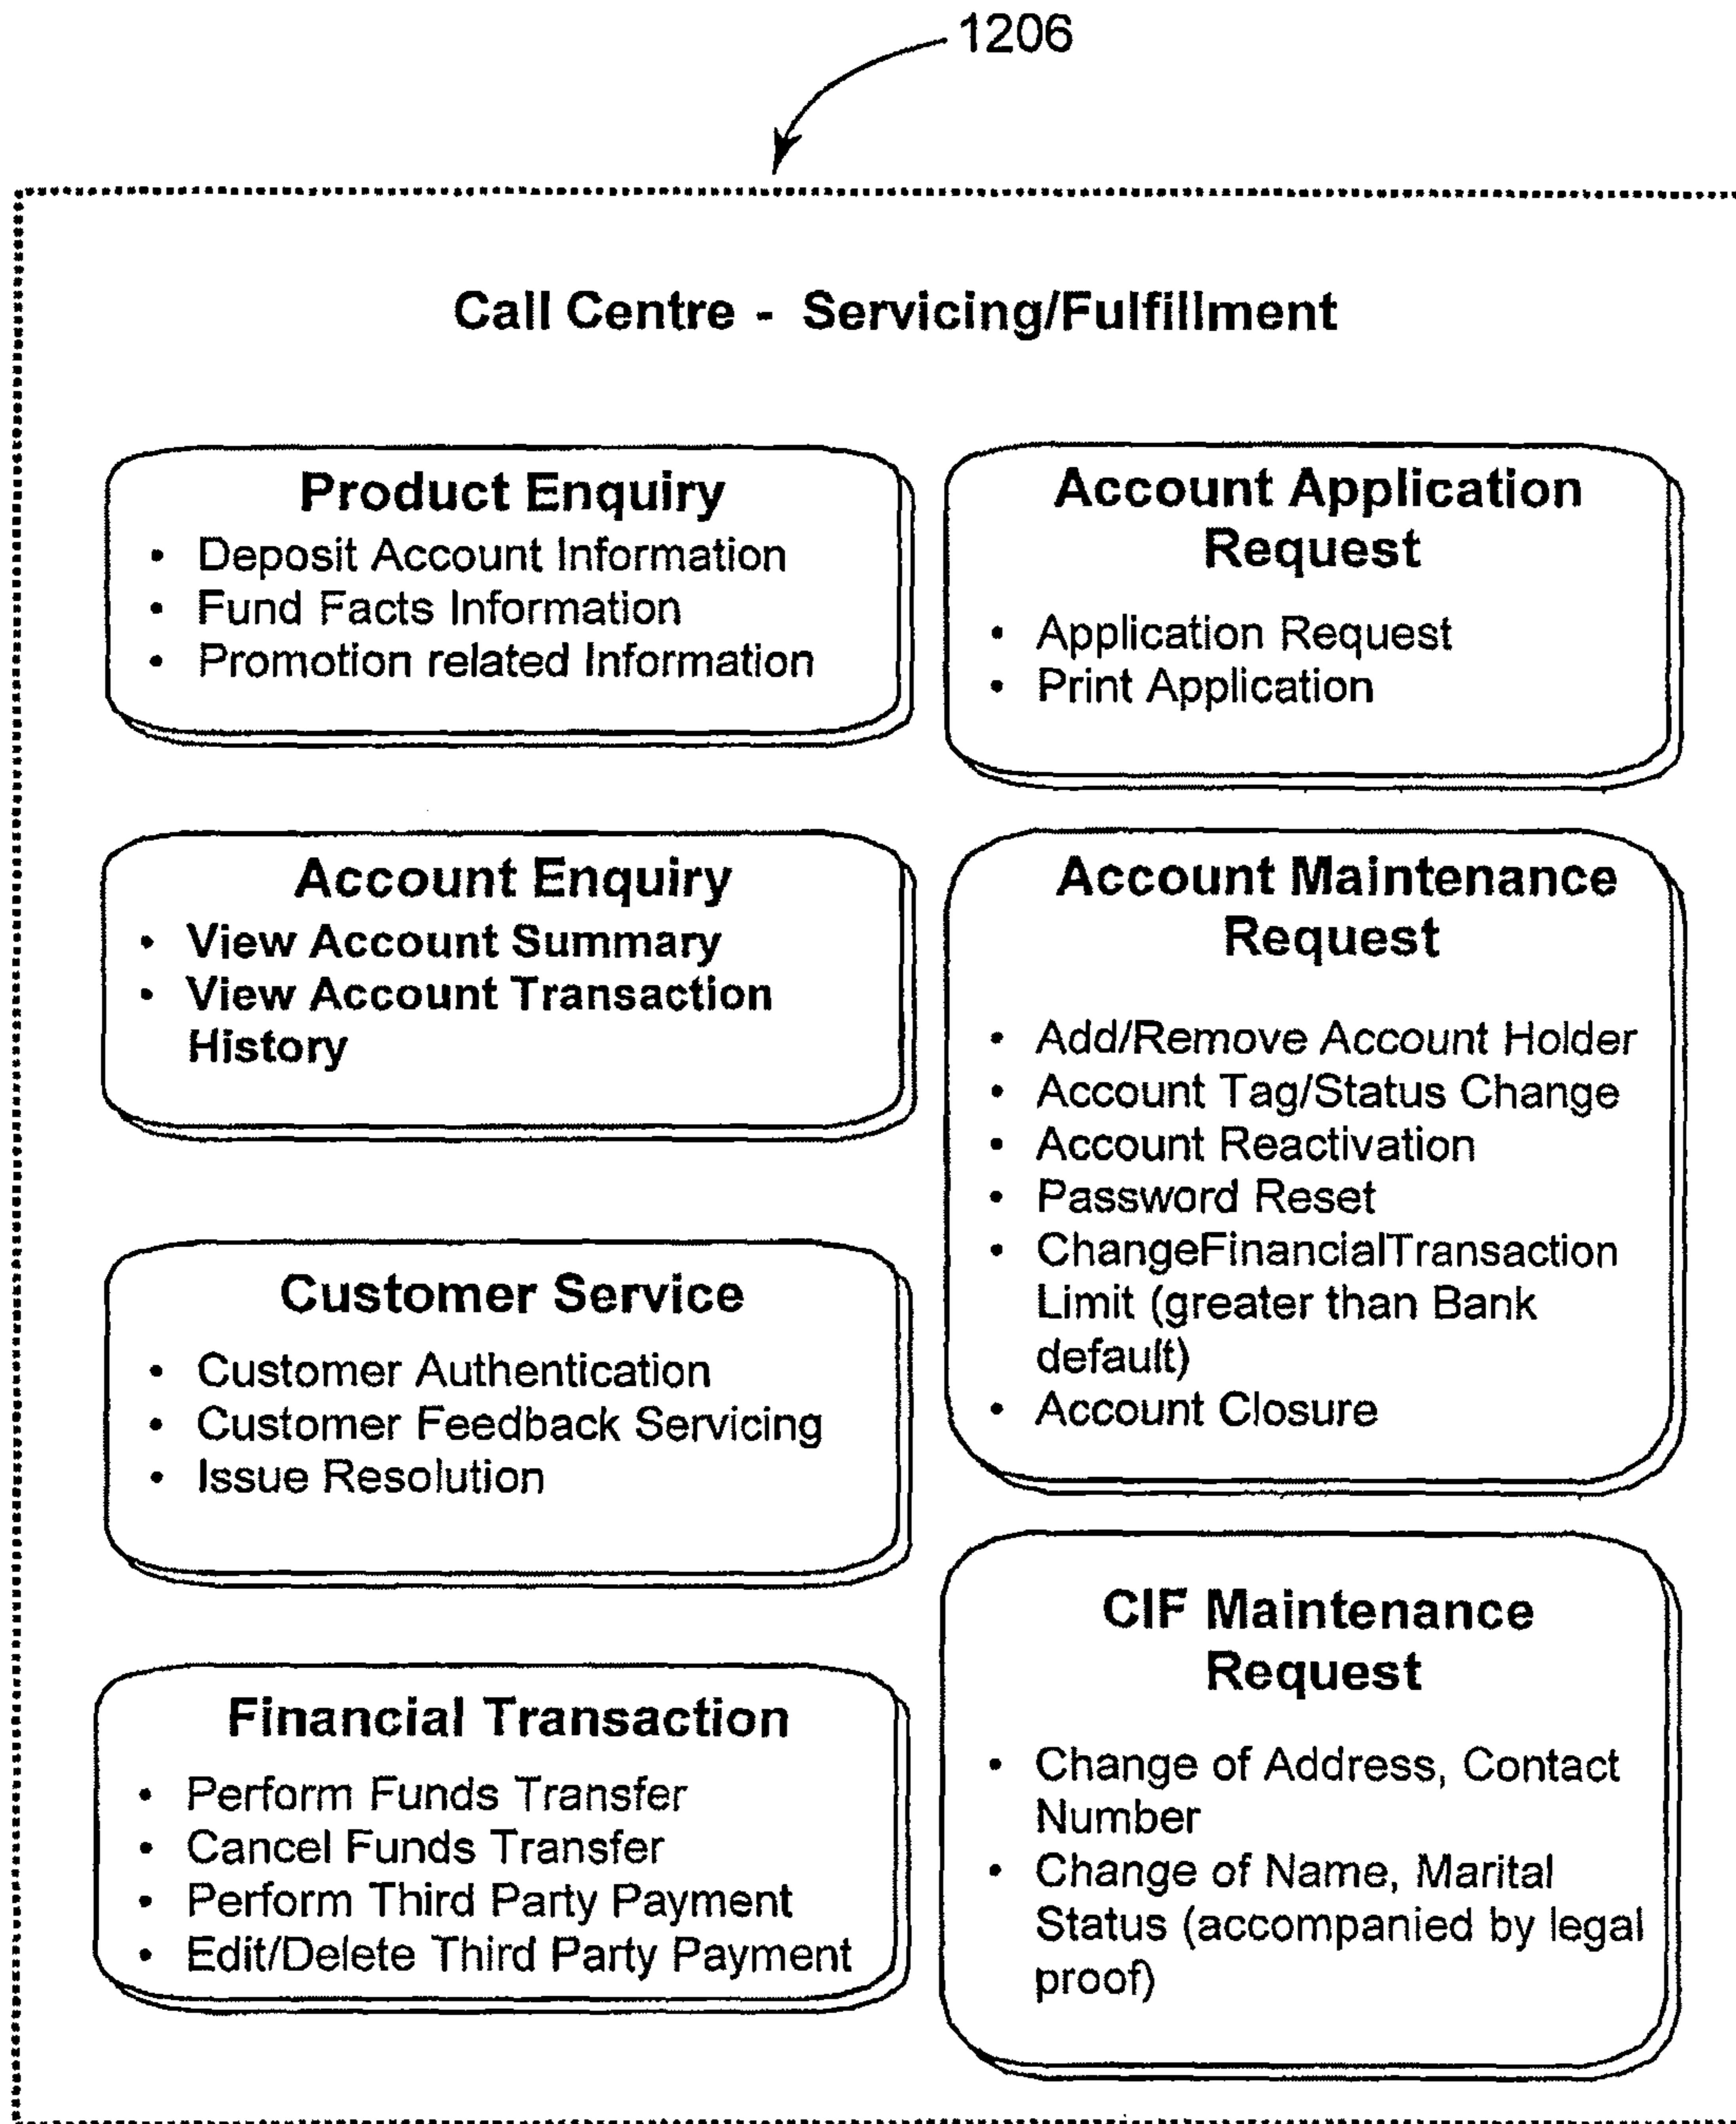 1206
Call Centre - Servicing/Fulfillment
Product Enquiry
• Deposit Account Information
• Fund Facts Information
• Promotion related Information
Account Enquiry
• View Account Summary
• View Account Transaction
History
Customer Service
• Customer Authentication
• Customer Feedback Servicing
• Issue Resolution
Financial Transaction
• Perform Funds Transfer
• Cancel Funds Transfer
• Perform Third Party Payment
• Edit/Delete Third Party Payment
Account Application
Request
• Application Request
• Print Application
Account Maintenance
Request
• Add/Remove Account Holder
• Account Tag/Status Change
• Account Reactivation
• Password Reset
• ChangeFinancialTransaction
Limit (greater than Bank
default)
• Account Closure
CIF Maintenance
Request
• Change of Address, Contact
Number
• Change of Name, Marital
Status (accompanied by legal
proof)